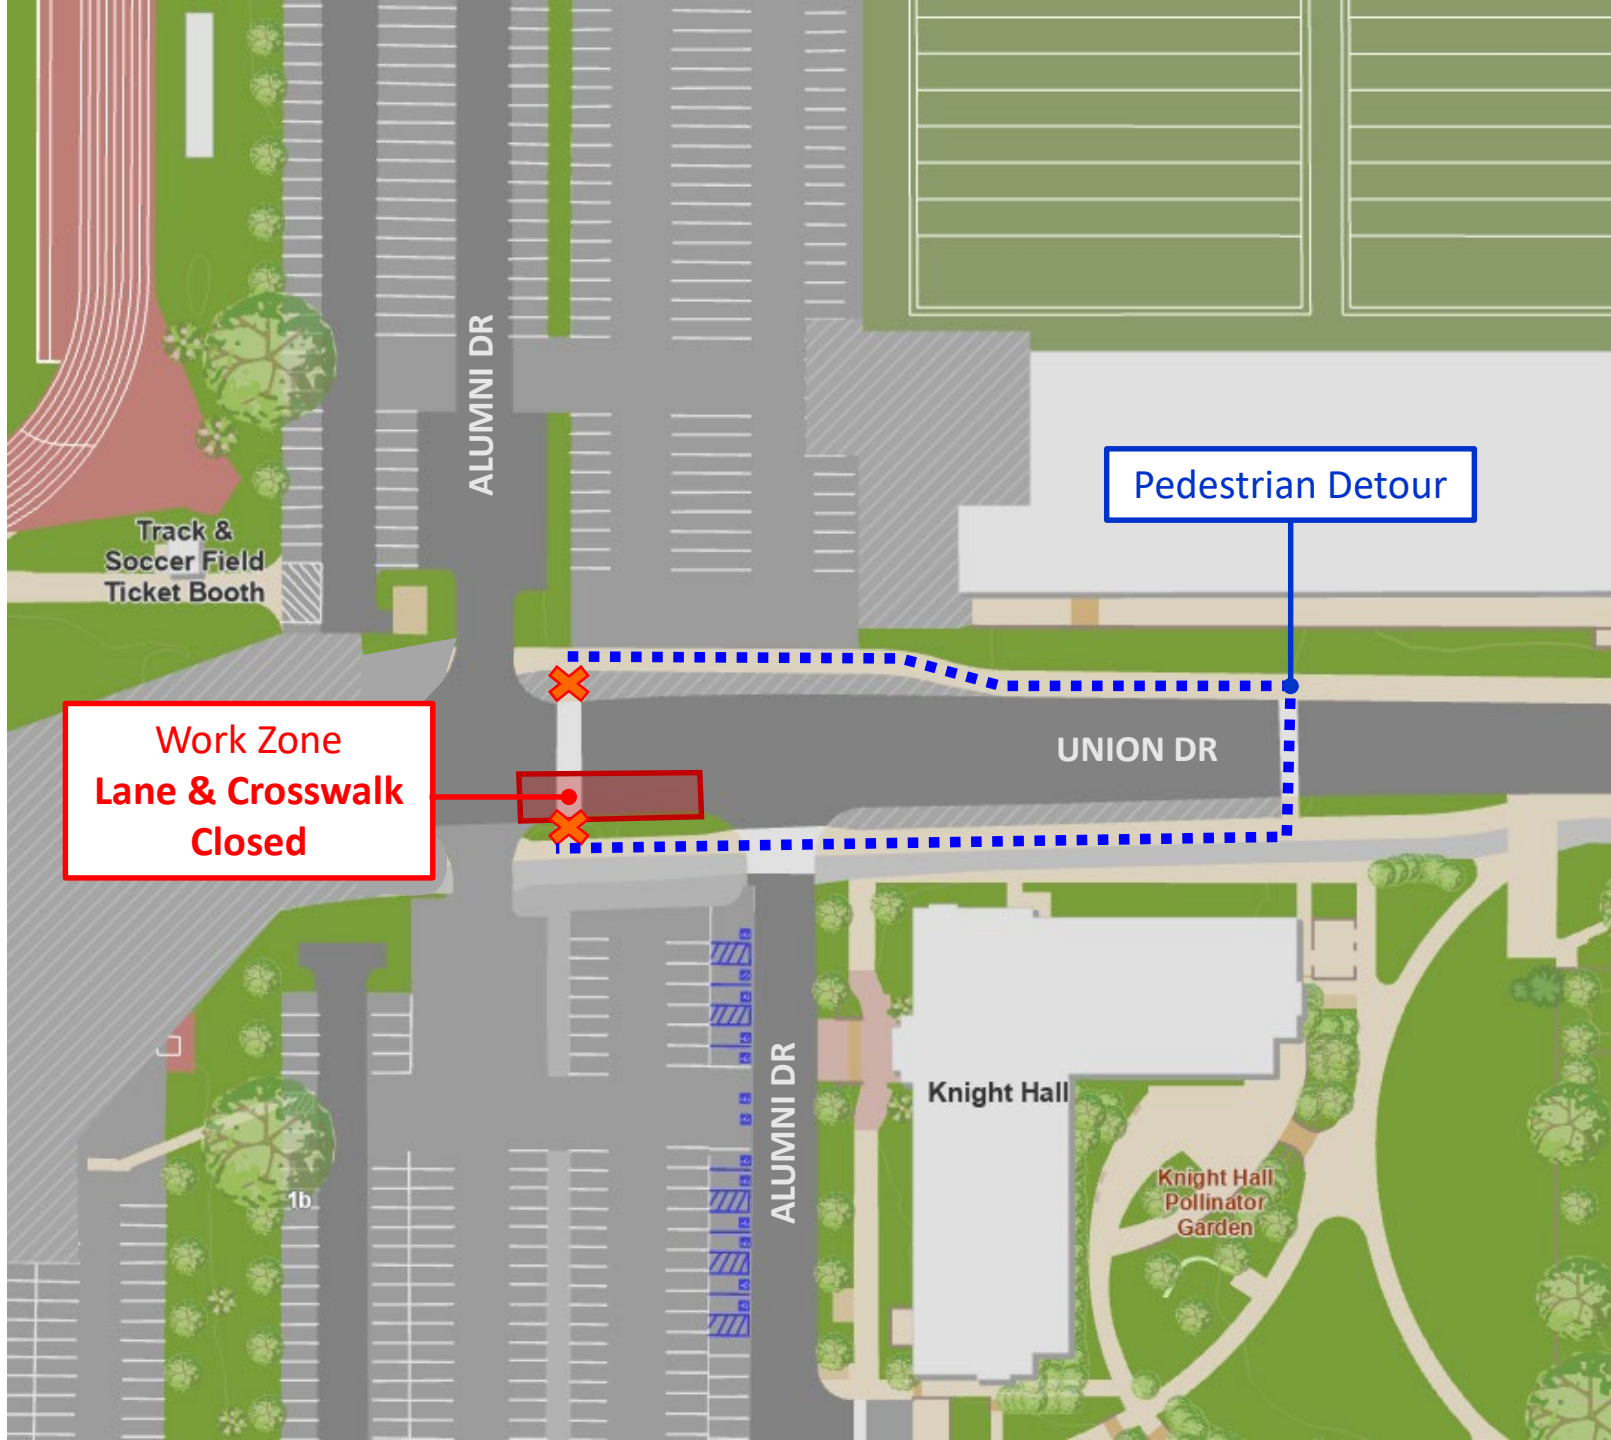 ALUMNI DR
Pedestrian Detour
Track &
Soccer Field
Ticket Booth
Work Zone
Lane & Crosswalk
Closed
UNION DR
ALUMNI DR
Knight Hall
Knight Hall
Pollinator
Garden
1b